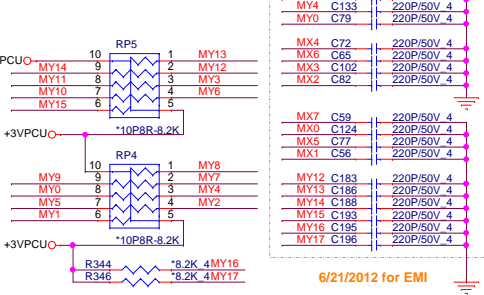 MY4 C133 220P/50V_4
MY0 C79 220P/50V_4
RP5
MX4 C72 220P/50V_4
MX6 C65 220P/50V_4
MX3 C102 220P/50V_4
MX2 C82 220P/50V_4
PCU 10 1 MY13
MY14 9 2 MY12
MY11 8 3 MY3
MY10 7 4 MY6
MY15 6 5
+3VPCU *10P8R-8.2K
MX7 C59 220P/50V_4
MX0 C124 220P/50V_4
MX5 C77 220P/50V_4
MX1 C56 220P/50V_4
RP4
10 1 MY8
MY9 9 2 MY7
MY0 8 3 MY4
MY5 7 4 MY2
MY1 6 5
+3VPCU *10P8R-8.2K
MY12 C183 220P/50V_4
MY13 C186 220P/50V_4
MY14 C188 220P/50V_4
MY15 C193 220P/50V_4
MY16 C195 220P/50V_4
MY17 C196 220P/50V_4
R344 *8.2K_4 MY16
R346 *8.2K_4 MY17
6/21/2012 for EMI